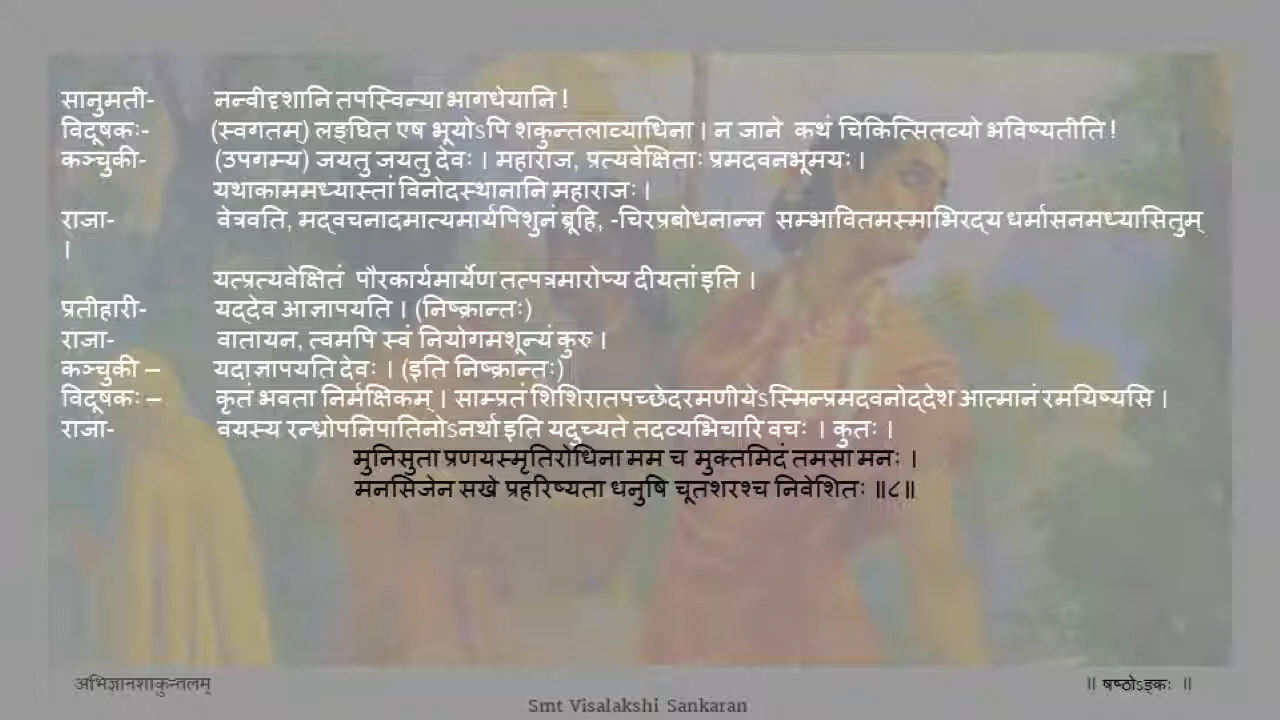 सानुमती- नन्वीदृशानि तपस्विन्या भागधेयानि !
विदूषकः- (स्वगतम्) लङ्घित एष भूयोऽपि शकुन्तलाव्याधिना । न जाने कथं चिकित्सितव्यो भविष्यतीति !
कञ्चुकी- (उपगम्य) जयतु जयतु देवः । महाराज, प्रत्यवेक्षिताः प्रमदवनभूमयः ।
यथाकाममध्यास्तां विनोदस्थानानि महाराजः ।
राजा- वेत्रवति, मद्वचनादमात्यमार्यपिशुनं ब्रूहि, -चिरप्रबोधनान्न सम्भावितमस्माभिरद्य धर्मासनमध्यासितुम्
।
यत्प्रत्यवेक्षितं पौरकार्यमार्येण तत्पत्रमारोप्य दीयतां इति ।
प्रतीहारी- यद्देव आज्ञापयति । (निष्क्रान्तः)
राजा- वातायन, त्वमपि स्वं नियोगमशून्यं कुरु ।
कञ्चुकी – यदाज्ञापयति देवः । (इति निष्क्रान्तः)
विदूषकः – कृतं भवता निर्मक्षिकम् । साम्प्रतं शिशिरातपच्छेदरमणीयेऽस्मिन्प्रमदवनोद्देश आत्मानं रमयिष्यसि ।
राजा- वयस्य रन्ध्रोपनिपातिनोऽनर्था इति यदुच्यते तदव्यभिचारि वचः । कुतः ।
मुनिसुता प्रणयस्मृतिरोधिना मम च मुक्तमिदं तमसा मनः ।
मनसिजेन सखे प्रहरिष्यता धनुषि चूतशरश्च निवेशितः ॥८॥
अभिज्ञानशाकुन्तलम्
॥ षष्ठोऽङ्कः ॥
Smt Visalakshi Sankaran